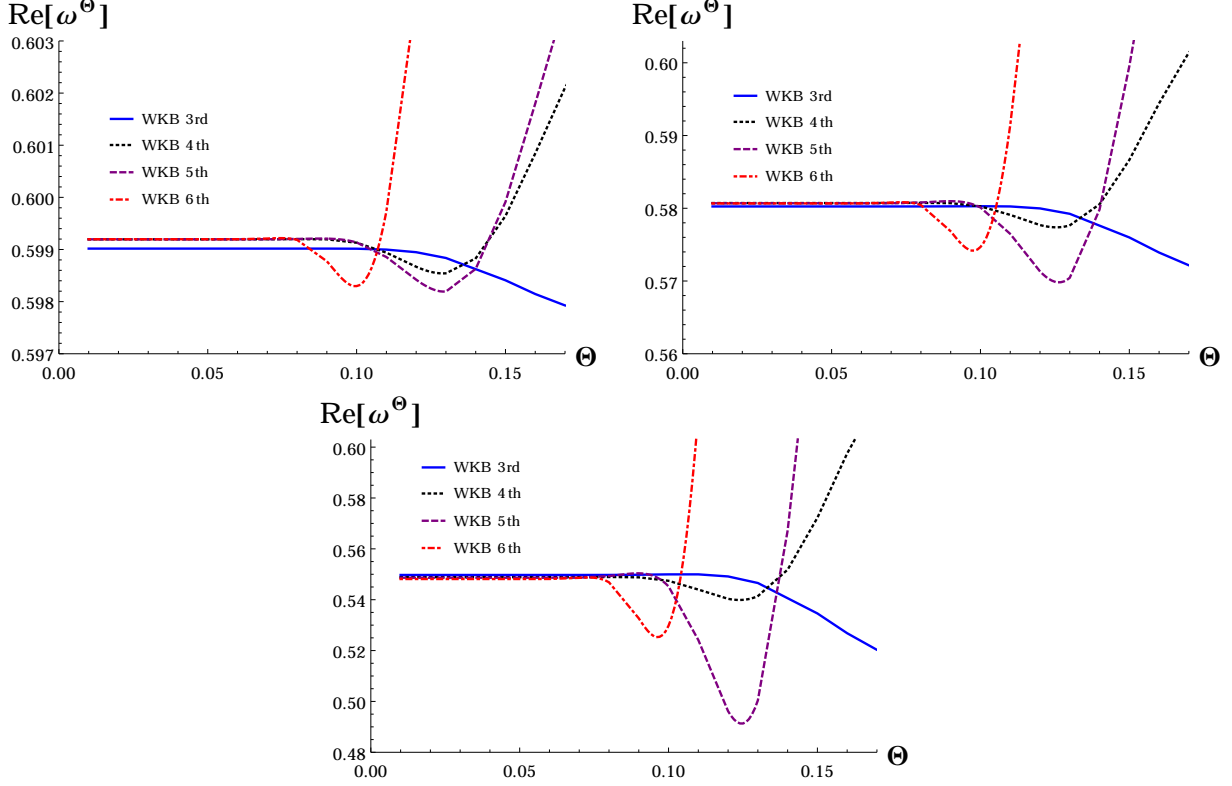 Re[ω^Θ]
0.603
0.602
0.601
0.600
0.599
0.598
0.597
WKB 3rd
WKB 4th
WKB 5th
WKB 6th
0.00 0.05 0.10 0.15
Θ
Re[ω^Θ]
0.60
0.59
0.58
0.57
0.56
WKB 3rd
WKB 4th
WKB 5th
WKB 6th
0.00 0.05 0.10 0.15
Θ
Re[ω^Θ]
0.60
0.58
0.56
0.54
0.52
0.50
0.48
WKB 3rd
WKB 4th
WKB 5th
WKB 6th
0.00 0.05 0.10 0.15
Θ